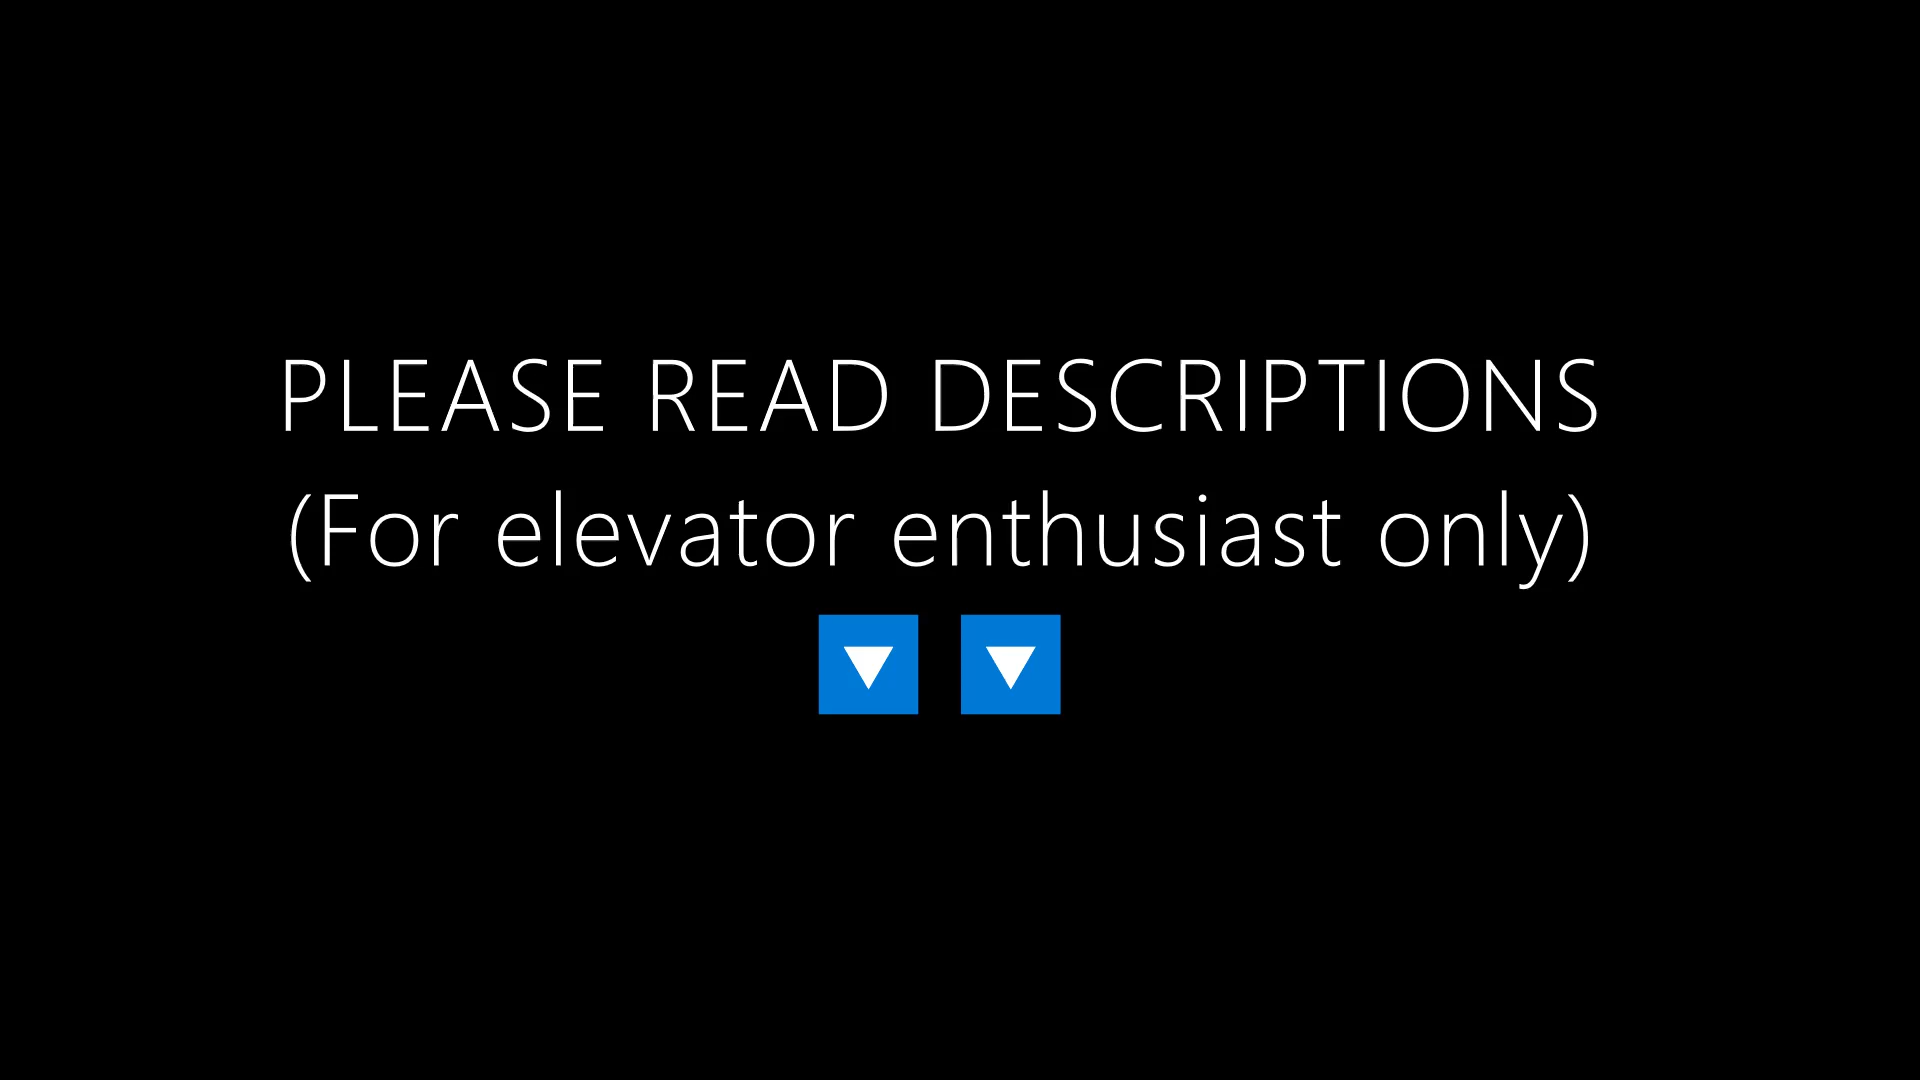 PLEASE READ DESCRIPTIONS
(For elevator enthusiast only)
🔽 🔽